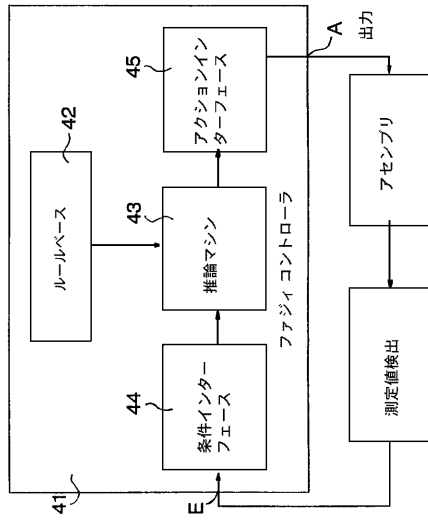 41
42
ルールベース
E
44
条件インター
フェース
43
推論マシン
45
アクションイン
ターフェース
ファジィ コントローラ
A
出力
測定値検出
アセンブリ